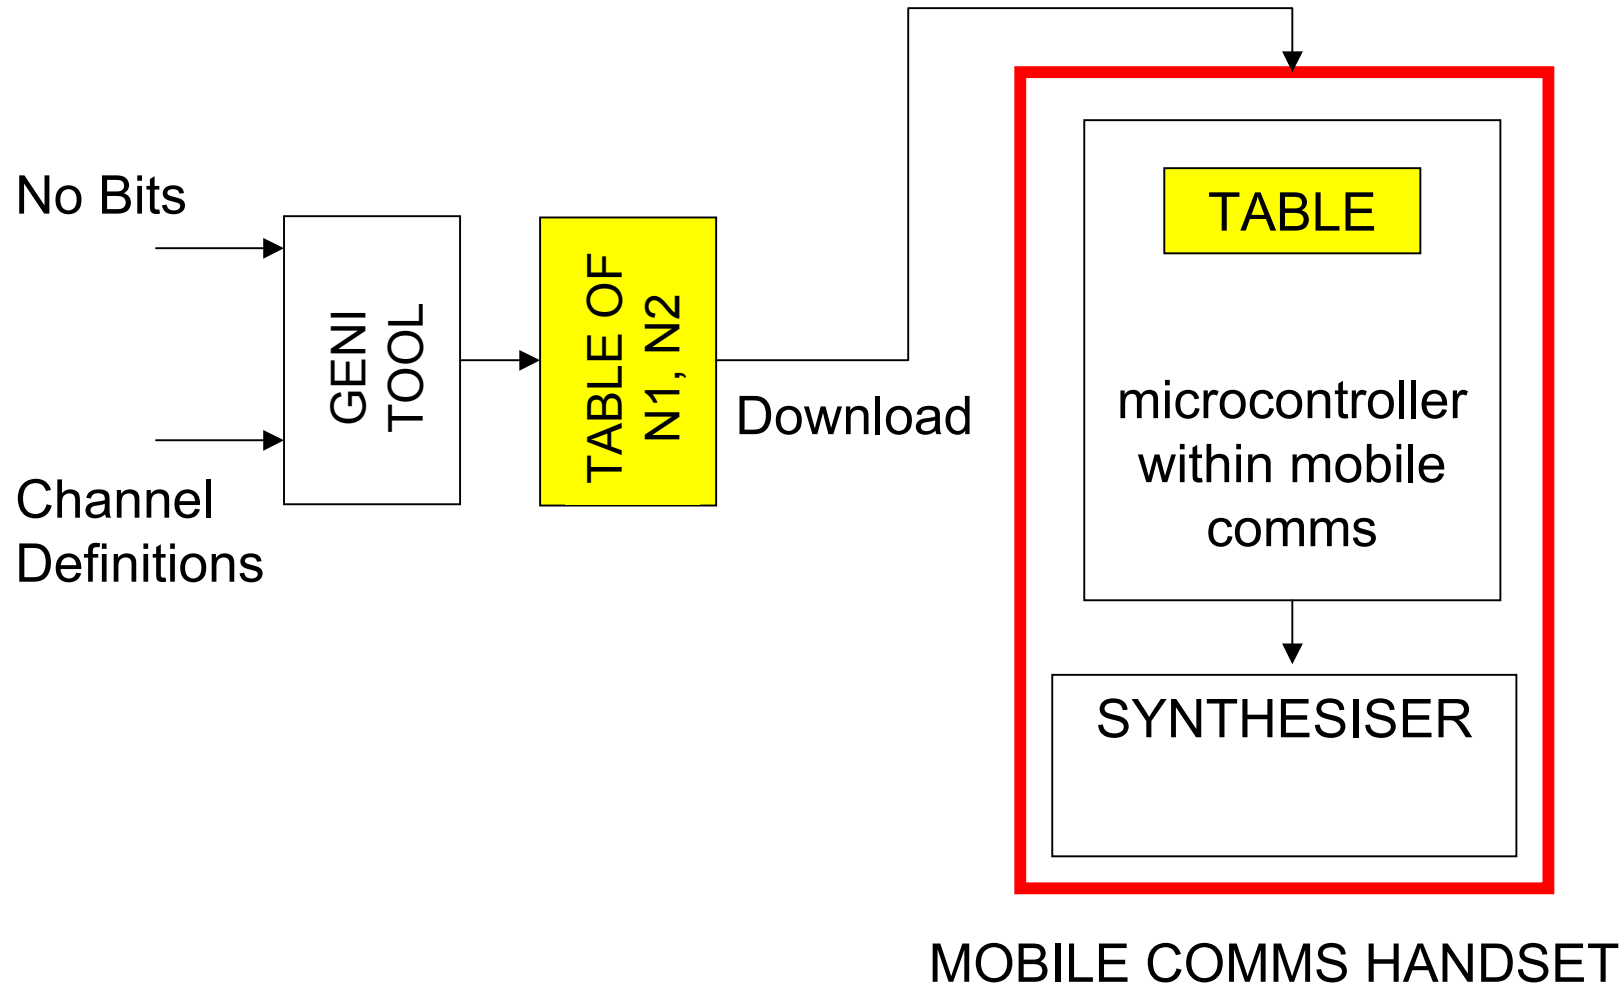 No Bits
Channel
Definitions
GENI
TOOL
TABLE OF
N1, N2
Download
TABLE
microcontroller
within mobile
comms
SYNTHESISER
MOBILE COMMS HANDSET